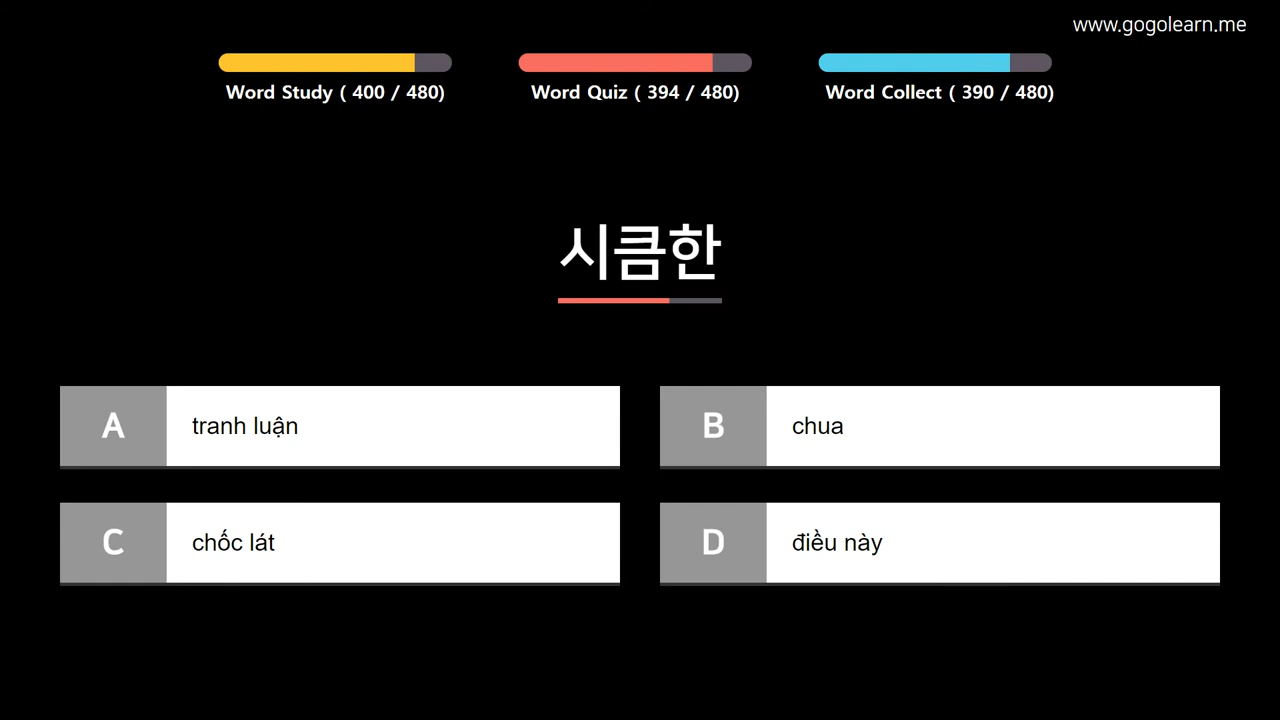 www.gogolearn.me
Word Study ( 400 / 480)
Word Quiz ( 394 / 480)
Word Collect ( 390 / 480)
시큼한
A tranh luận
B chua
C chốc lát
D điều này